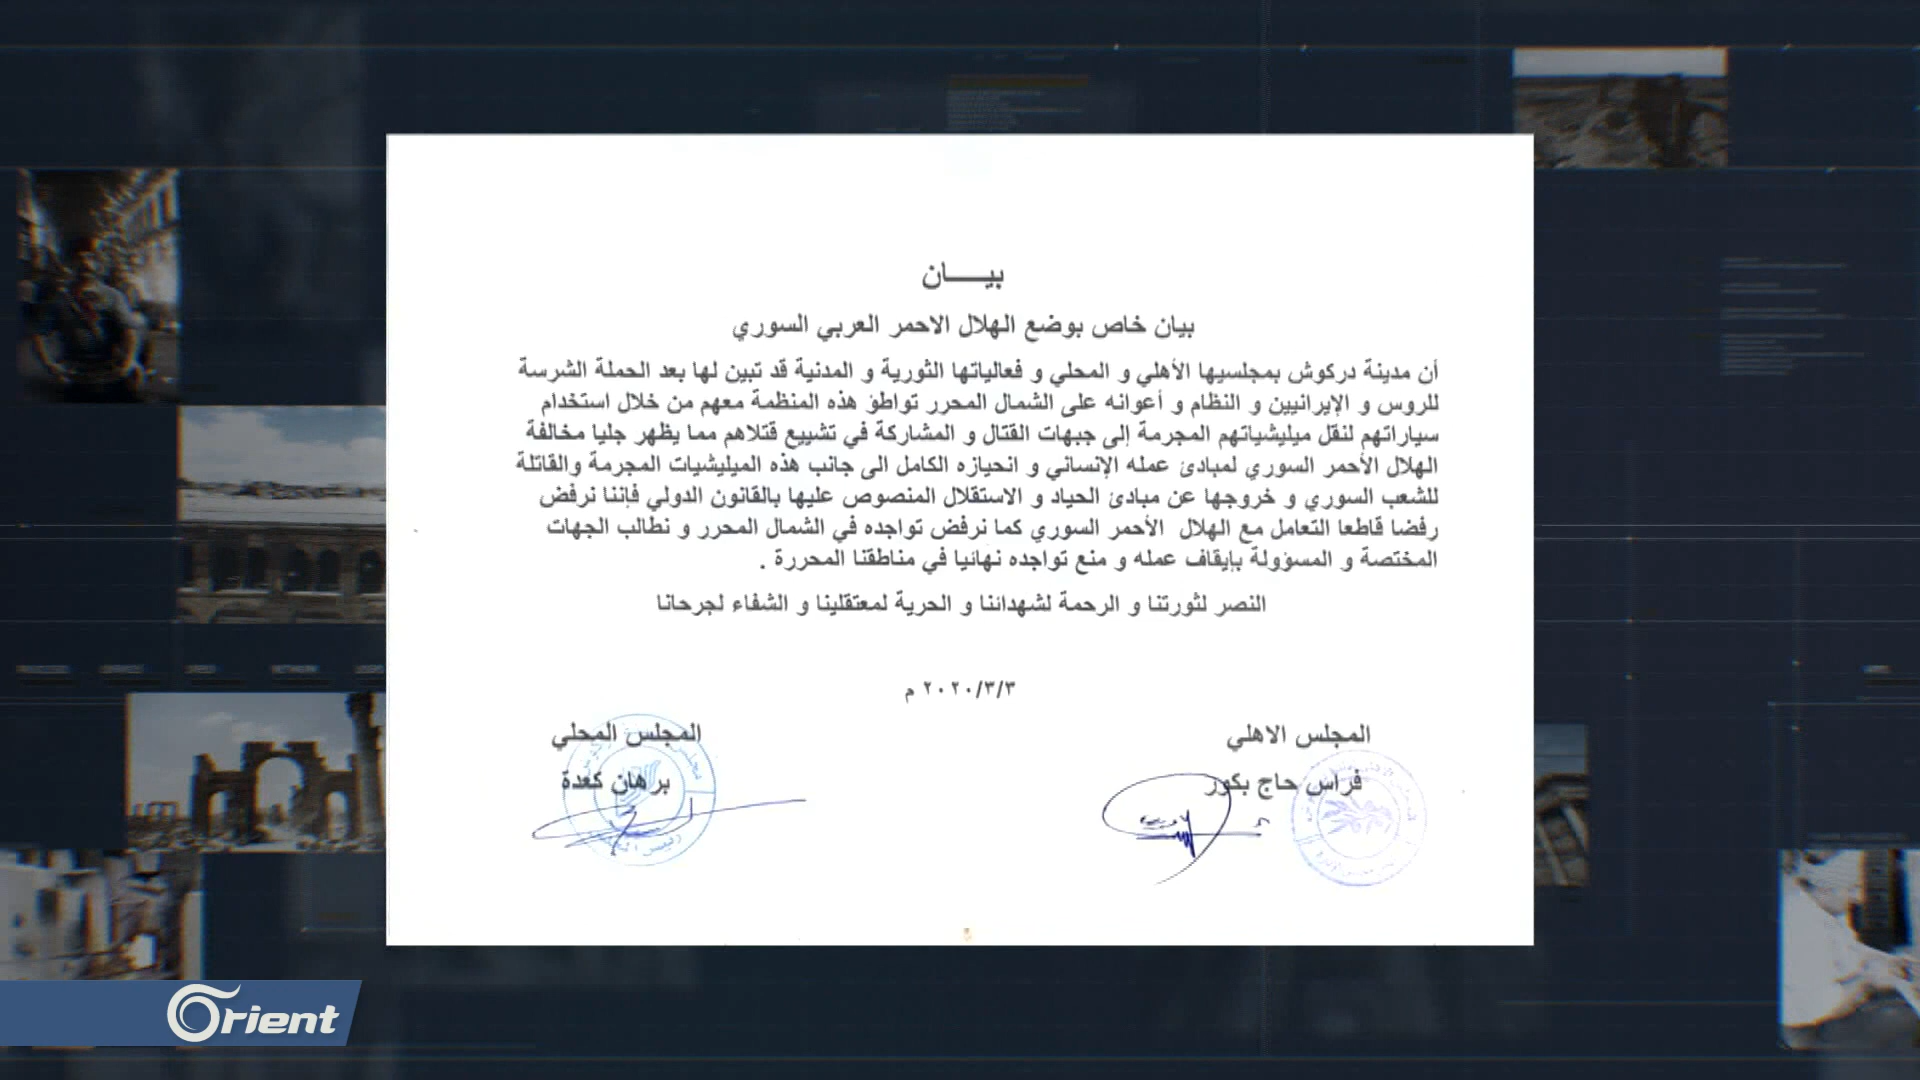 بيـــــان
بيان خاص بوضع الهلال الاحمر العربي السوري
أن مدينة دركوش بمجلسيها الأهلي و المحلي و فعالياتها الثورية و المدنية قد تبين لها بعد الحملة الشرسة
للروس و الإيرانيين و النظام و أعوانه على الشمال المحرر تواطؤ هذه المنظمة معهم من خلال استخدام
سياراتهم لنقل ميليشياتهم المجرمة إلى جبهات القتال و المشاركة في تشييع قتلاهم مما يظهر جليا مخالفة
الهلال الأحمر السوري لمبادئ عمله الإنساني و انحيازه الكامل الى جانب هذه الميليشيات المجرمة والقاتلة
للشعب السوري و خروجها عن مبادئ الحياد و الاستقلال المنصوص عليها بالقانون الدولي فإننا نرفض
رفضا قاطعا التعامل مع الهلال الأحمر السوري كما نرفض تواجده في الشمال المحرر و نطالب الجهات
المختصة و المسؤولة بإيقاف عمله و منع تواجده نهائيا في مناطقنا المحررة .
النصر لثورتنا و الرحمة لشهدائنا و الحرية لمعتقلينا و الشفاء لجرحانا
٢٠٢٠/٣/٣ م
المجلس الاهلي
فراس حاج بكور
المجلس المحلي
برهان كعدة
Orient